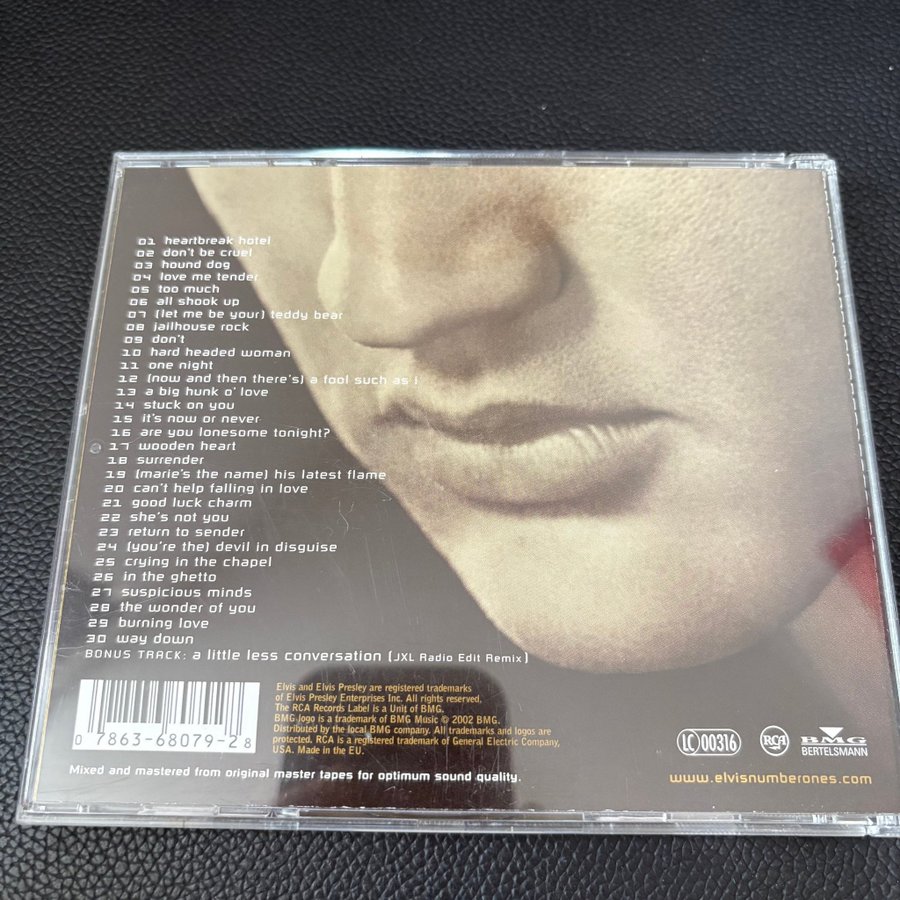 01 heartbreak hotel
02 don't be cruel
03 hound dog
04 love me tender
05 too much
06 all shook up
07 (let me be your) teddy bear
08 jailhouse rock
09 don't
10 hard headed woman
11 one night
12 (now and then there's) a fool such as i
13 a big hunk o' love
14 stuck on you
15 it's now or never
16 are you lonesome tonight?
17 wooden heart
18 surrender
19 (marie's the name) his latest flame
20 can't help falling in love
21 good luck charm
22 she's not you
23 return to sender
24 (you're the) devil in disguise
25 crying in the chapel
26 in the ghetto
27 suspicious minds
28 the wonder of you
29 burning love
30 way down
BONUS TRACK: a little less conversation (JXL Radio Edit Remix)
0 7863-68079-2 8
Elvis and Elvis Presley are registered trademarks
of Elvis Presley Enterprises Inc. All rights reserved.
The RCA Records Label is a Unit of BMG.
BMG logo is a trademark of BMG Music © 2002 BMG.
Distributed by the local BMG company. All trademarks and logos are
protected. RCA is a registered trademark of General Electric Company,
USA. Made in the EU.
LC 00316
RCA
BMG
BERTELSMANN
Mixed and mastered from original master tapes for optimum sound quality.
www.elvisnumberones.com